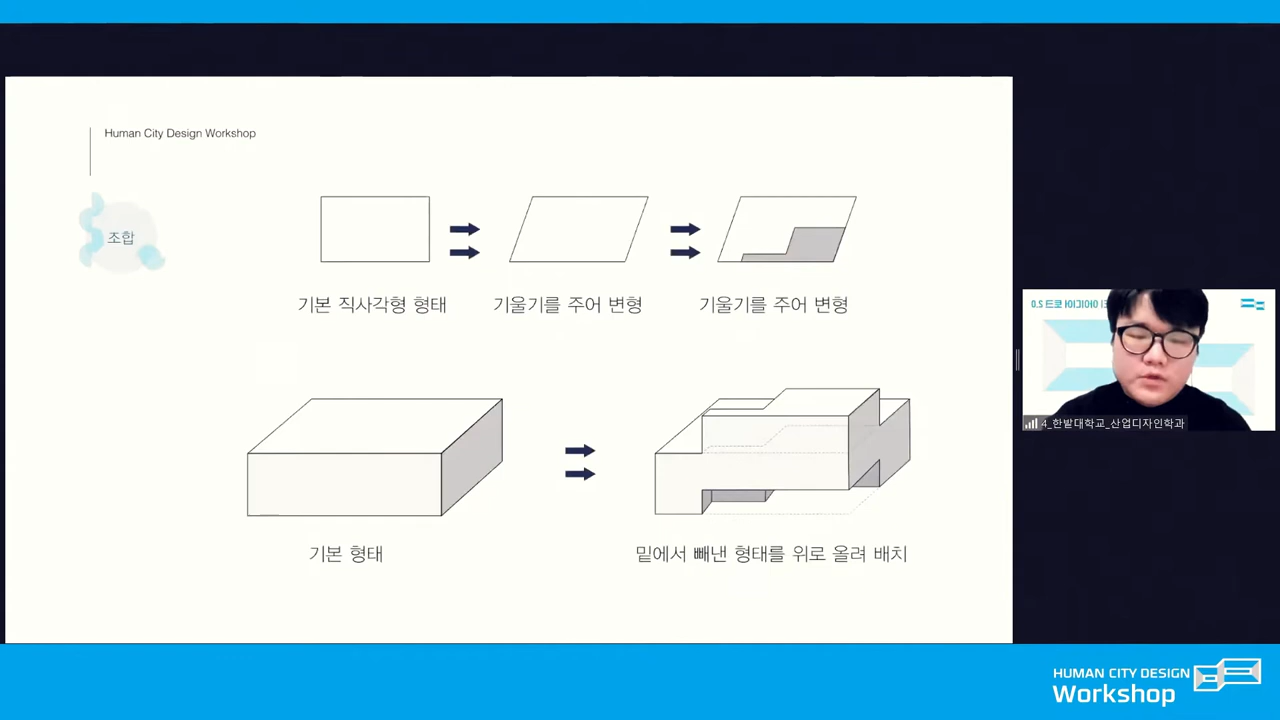 Human City Design Workshop
조합
기본 직사각형 형태
기울기를 주어 변형
기울기를 주어 변형
기본 형태
밑에서 빼낸 형태를 위로 올려 배치
4_한밭대학교_산업디자인학과
HUMAN CITY DESIGN
Workshop